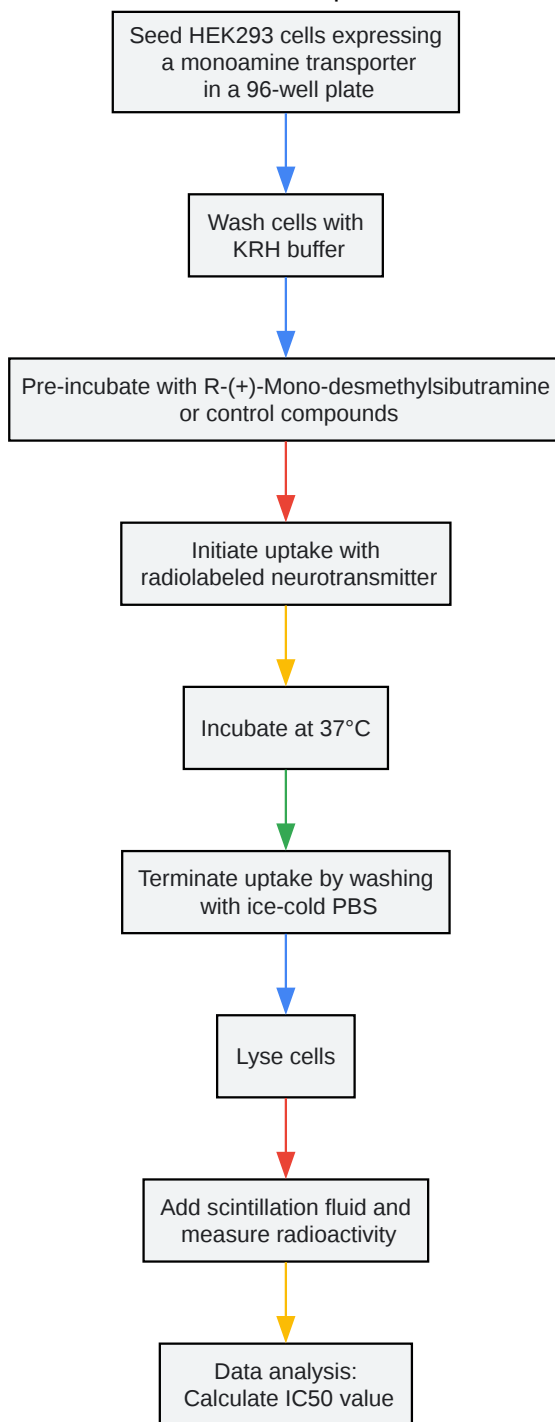 Seed HEK293 cells expressing
a monoamine transporter
in a 96-well plate
Wash cells with
KRH buffer
Pre-incubate with R-(+)-Mono-desmethylsibutramine
or control compounds
Initiate uptake with
radiolabeled neurotransmitter
Incubate at 37°C
Terminate uptake by washing
with ice-cold PBS
Lyse cells
Add scintillation fluid and
measure radioactivity
Data analysis:
Calculate IC50 value